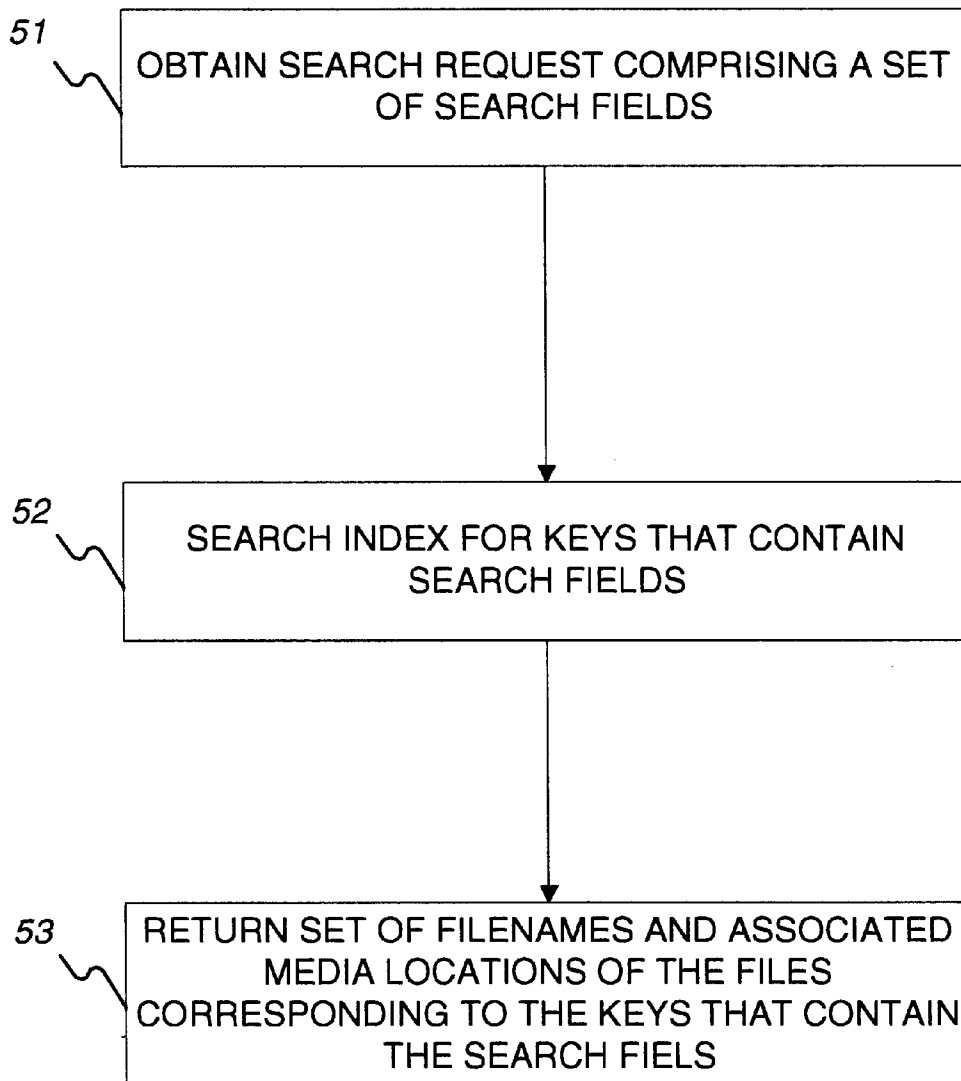 51
OBTAIN SEARCH REQUEST COMPRISING A SET
OF SEARCH FIELDS
52
SEARCH INDEX FOR KEYS THAT CONTAIN
SEARCH FIELDS
53
RETURN SET OF FILENAMES AND ASSOCIATED
MEDIA LOCATIONS OF THE FILES
CORRESPONDING TO THE KEYS THAT CONTAIN
THE SEARCH FIELS